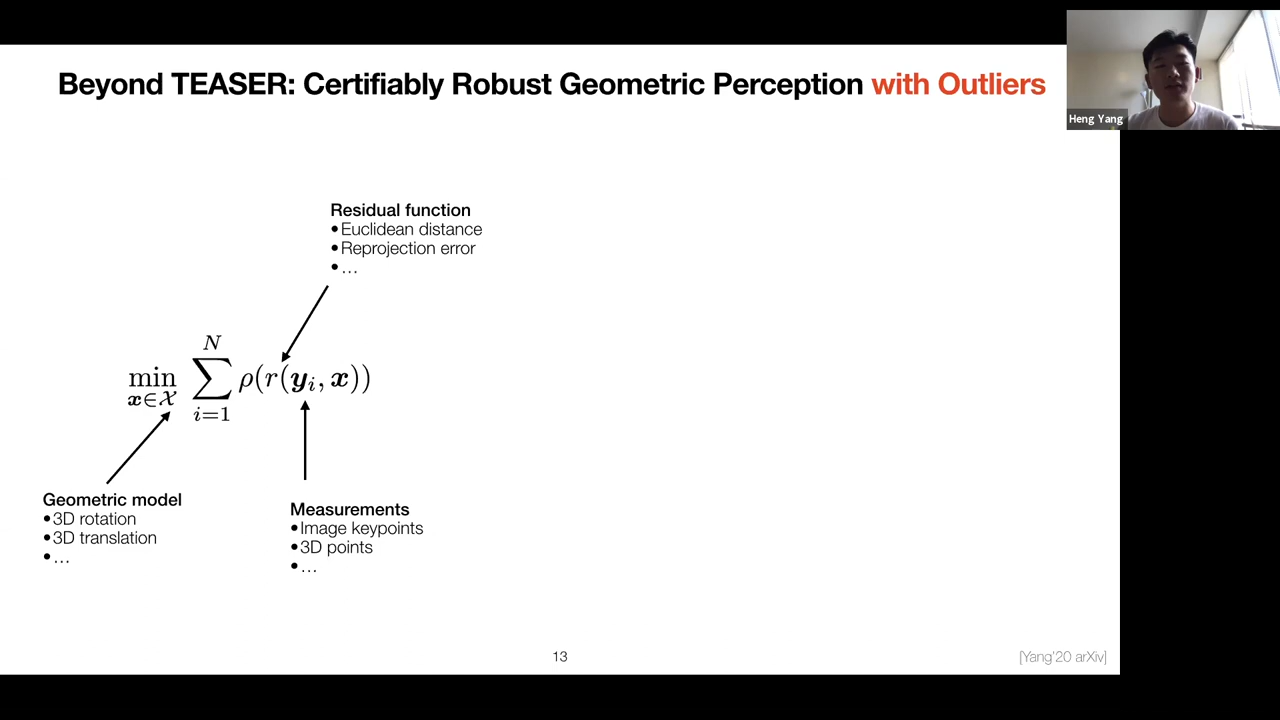 Beyond TEASER: Certifiably Robust Geometric Perception with Outliers
Heng Yang
Residual function
•Euclidean distance
•Reprojection error
•…
min_{x∈𝒳} ∑_{i=1}^{N} ρ(r(y_i, x))
Geometric model
•3D rotation
•3D translation
•…
Measurements
•Image keypoints
•3D points
•…
13
[Yang'20 arXiv]